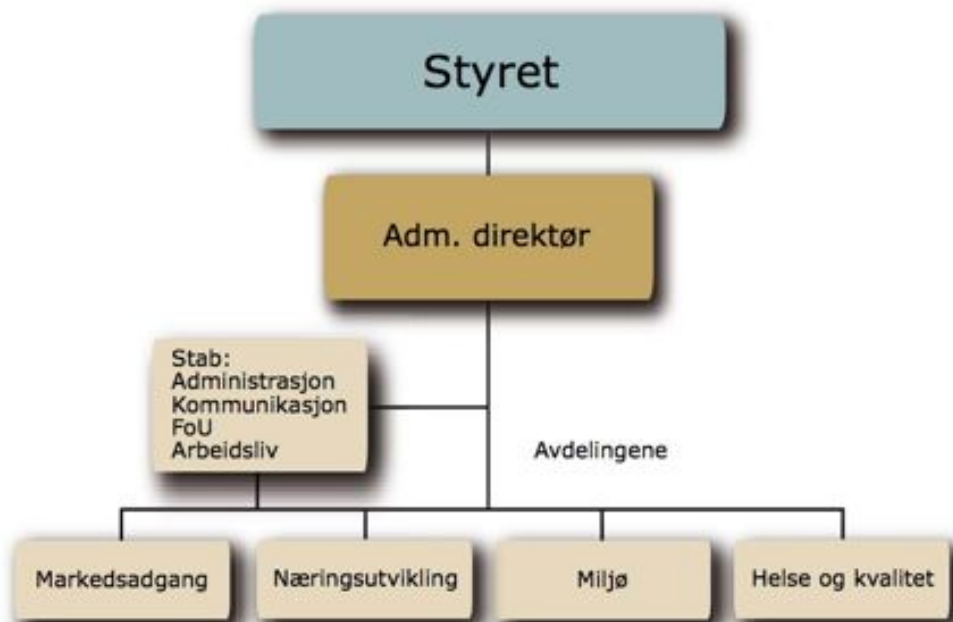 Styret
Adm. direktør
Stab:
Administrasjon
Kommunikasjon
FoU
Arbeidsliv
Avdelingene
Markedsadgang
Næringsutvikling
Miljø
Helse og kvalitet